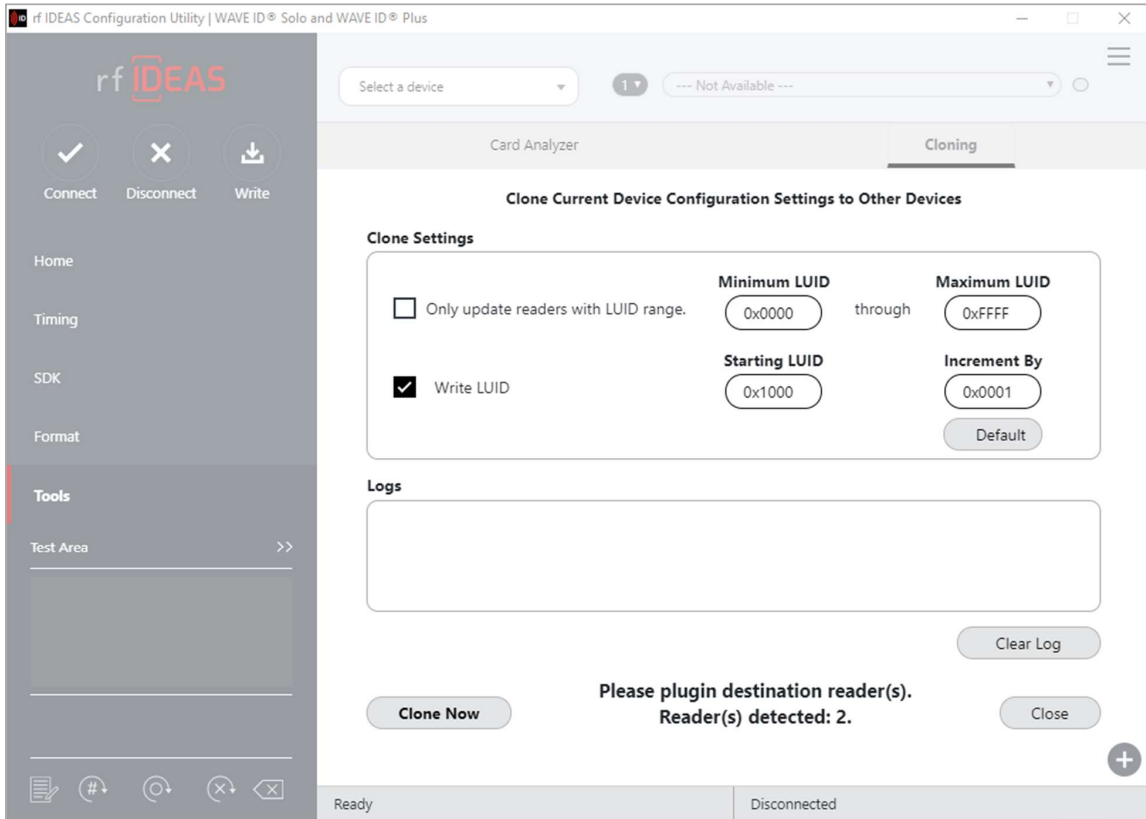 rf IDEAS Configuration Utility | WAVE ID® Solo and WAVE ID® Plus
rf IDEAS
Select a device
1
--- Not Available ---
Connect
Disconnect
Write
Card Analyzer
Cloning
Home
Timing
SDK
Format
Tools
Test Area >>
Clone Current Device Configuration Settings to Other Devices
Clone Settings
Minimum LUID
Maximum LUID
Only update readers with LUID range.
0x0000
through
0xFFFF
Starting LUID
Increment By
Write LUID
0x1000
0x0001
Default
Logs
Clear Log
Clone Now
Please plugin destination reader(s).
Reader(s) detected: 2.
Close
Ready
Disconnected